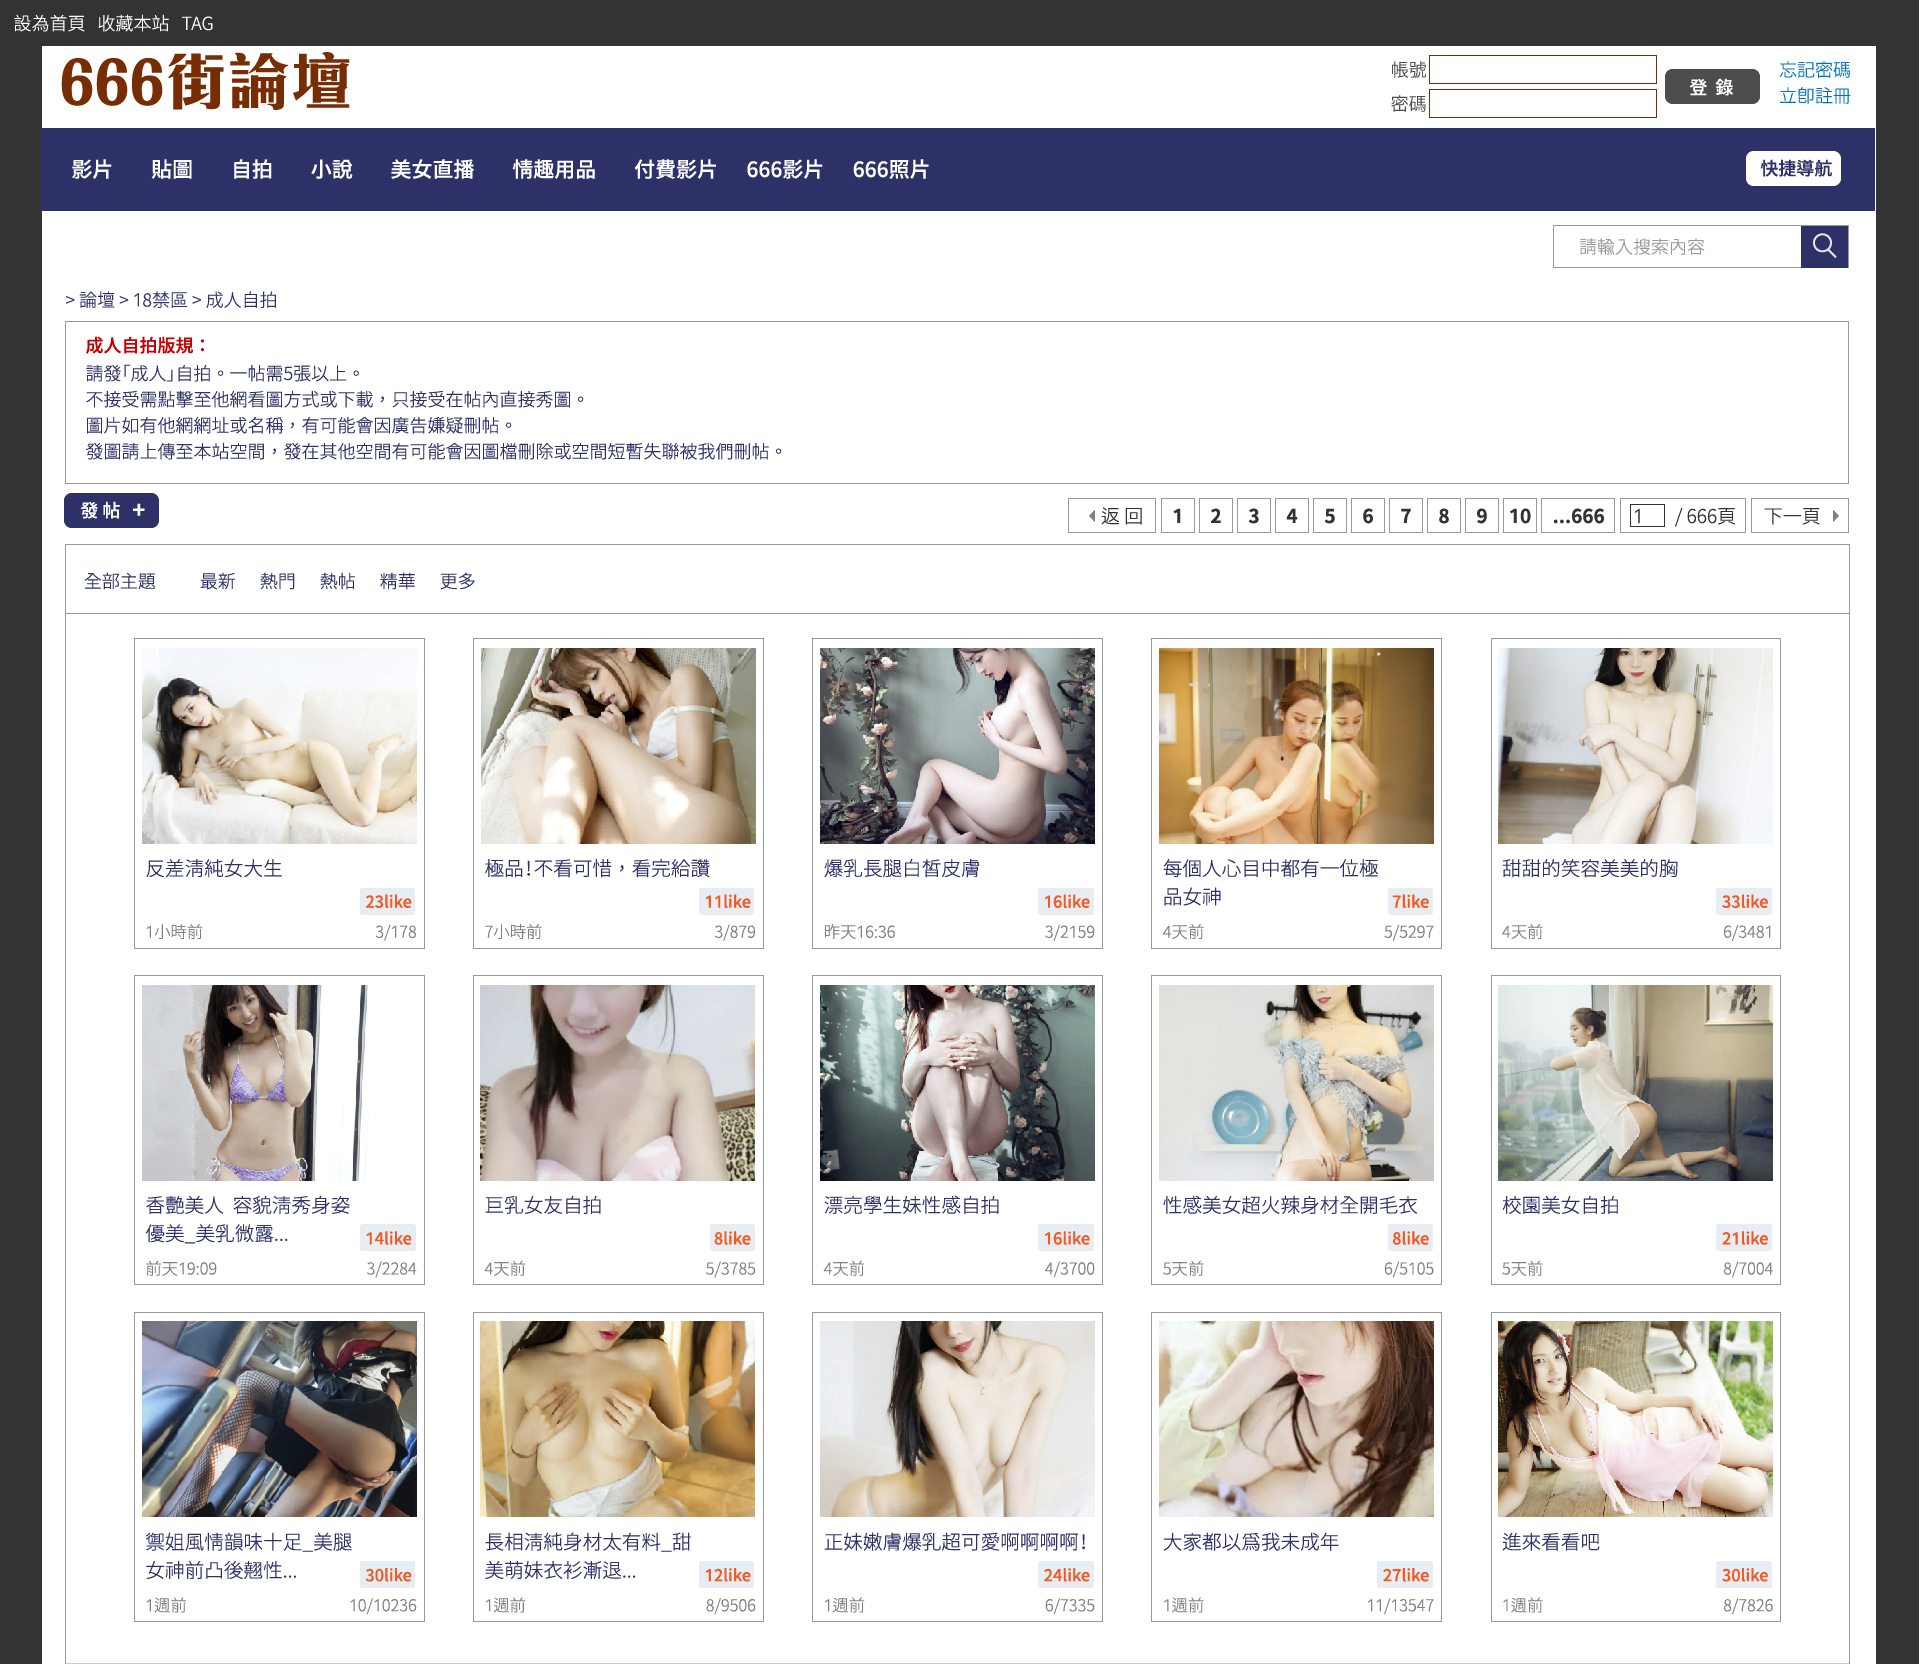 設為首頁 收藏本站 TAG
666街論壇
帳號
密碼
登 錄
忘記密碼
立卽註冊
影片 貼圖 自拍 小說 美女直播 情趣用品 付費影片 666影片 666照片
快捷導航
請輸入搜索內容
> 論壇 > 18禁區 > 成人自拍
成人自拍版規：
請發「成人」自拍。一帖需5張以上。
不接受需點擊至他網看圖方式或下載，只接受在帖內直接秀圖。
圖片如有他網網址或名稱，有可能會因廣告嫌疑刪帖。
發圖請上傳至本站空間，發在其他空間有可能會因圖檔刪除或空間短暫失聯被我們刪帖。
發帖 +
返 回 1 2 3 4 5 6 7 8 9 10 ...666 1 / 666頁 下一頁
全部主題 最新 熱門 熱帖 精華 更多
反差淸純女大生
23like
1小時前 3/178
極品!不看可惜，看完給讚
11like
7小時前 3/879
爆乳長腿白皙皮膚
16like
昨天16:36 3/2159
每個人心目中都有一位極
品女神
7like
4天前 5/5297
甜甜的笑容美美的胸
33like
4天前 6/3481
香艷美人 容貌淸秀身姿
優美_美乳微露...
14like
前天19:09 3/2284
巨乳女友自拍
8like
4天前 5/3785
漂亮學生妹性感自拍
16like
4天前 4/3700
性感美女超火辣身材全開毛衣
8like
5天前 6/5105
校園美女自拍
21like
5天前 8/7004
禦姐風情韻味十足_美腿
女神前凸後翹性...
30like
1週前 10/10236
長相淸純身材太有料_甜
美萌妹衣衫漸退...
12like
1週前 8/9506
正妹嫩膚爆乳超可愛啊啊啊啊!
24like
1週前 6/7335
大家都以爲我未成年
27like
1週前 11/13547
進來看看吧
30like
1週前 8/7826